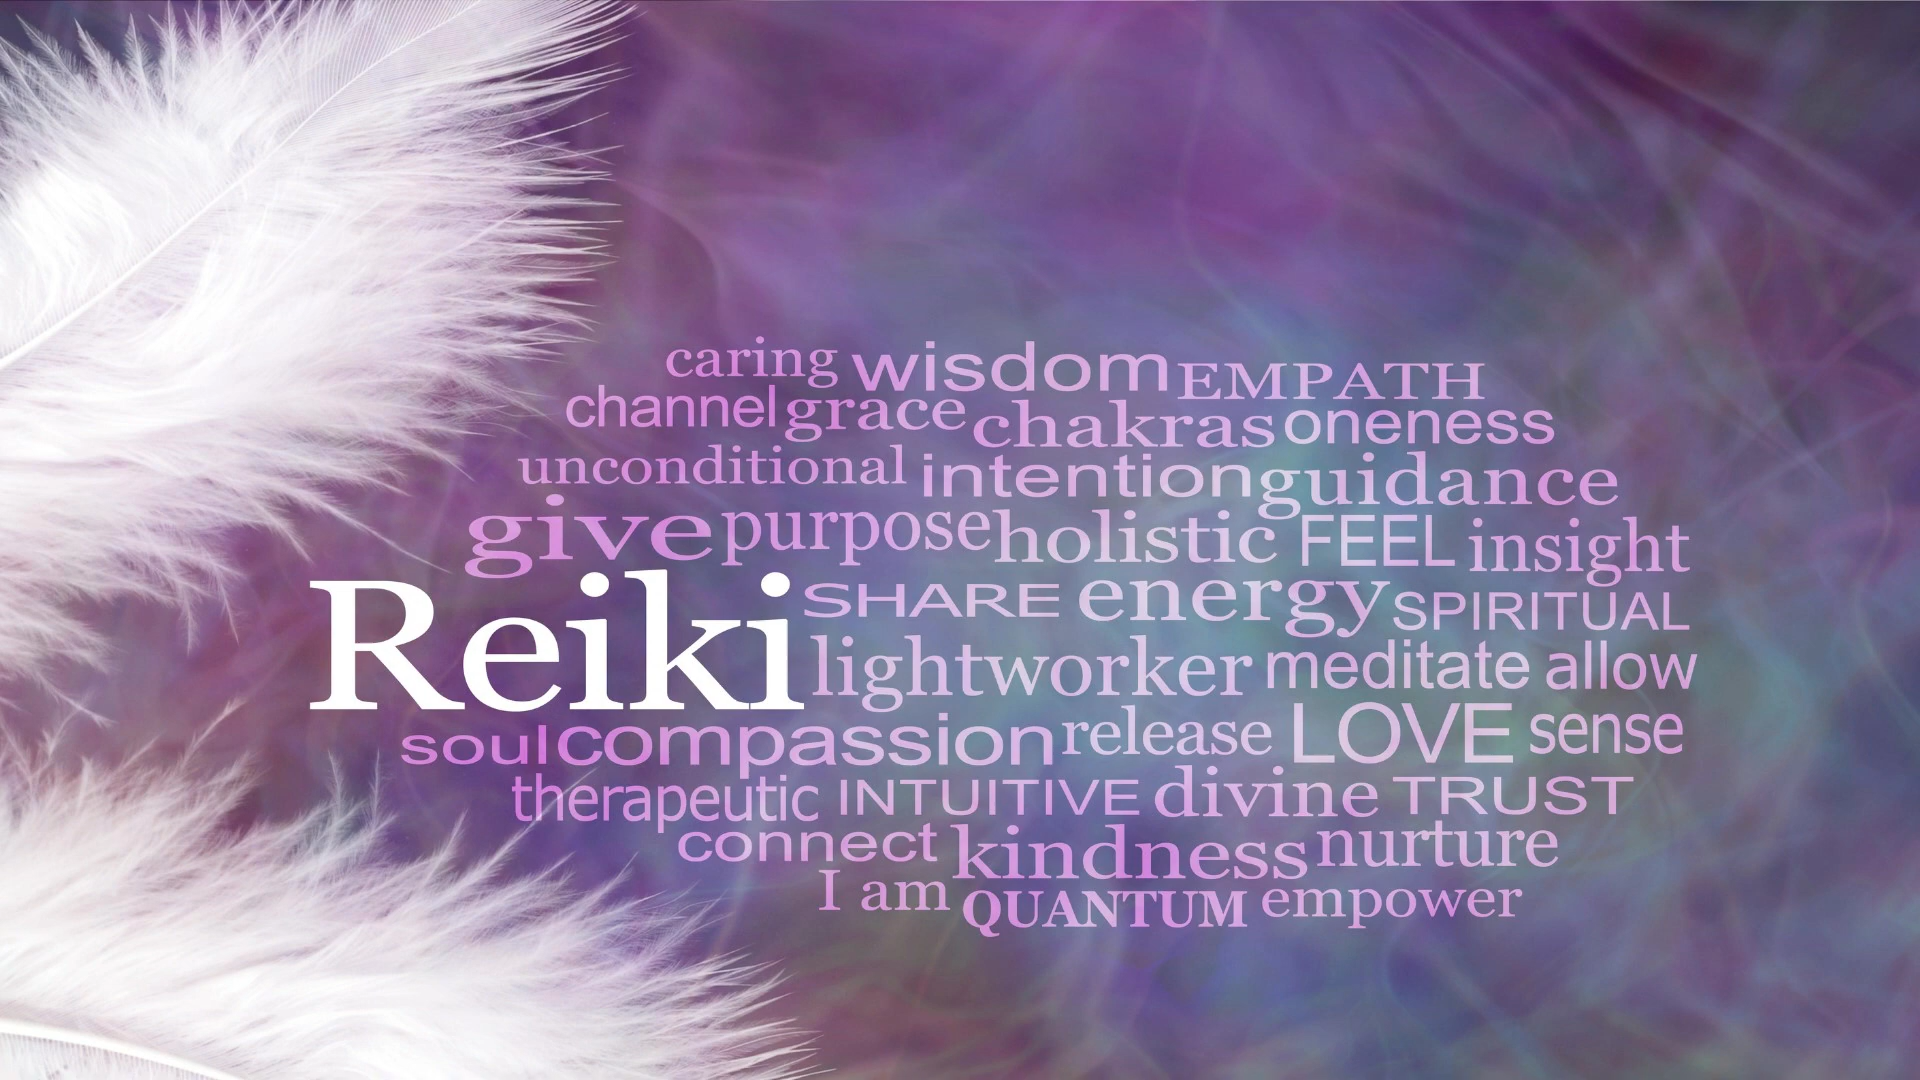 caring wisdom EMPATH
channel grace chakras oneness
unconditional intention guidance
give purpose holistic FEEL insight
Reiki SHARE energy SPIRITUAL
lightworker meditate allow
soul compassion release LOVE sense
therapeutic INTUITIVE divine TRUST
connect kindness nurture
I am QUANTUM empower